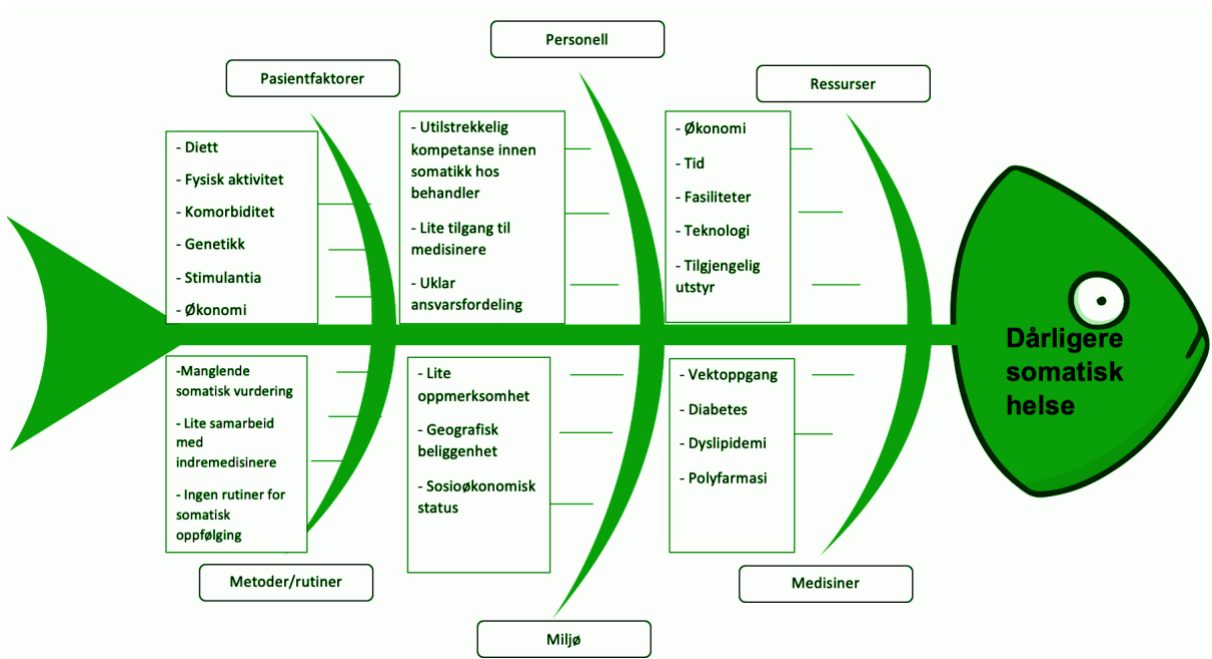 Personell
Pasientfaktorer
Ressurser
- Diett
- Fysisk aktivitet
- Komorbiditet
- Genetikk
- Stimulantia
- Økonomi
- Utilstrekkelig
kompetanse innen
somatikk hos
behandler
- Lite tilgang til
medisinere
- Uklar
ansvarsfordeling
- Økonomi
- Tid
- Fasiliteter
- Teknologi
- Tilgjengelig
utstyr
Dårligere
somatisk
helse
-Manglende
somatisk vurdering
- Lite samarbeid
med
indremedisinere
- Ingen rutiner for
somatisk
oppfølging
- Lite
oppmerksomhet
- Geografisk
beliggenhet
- Sosioøkonomisk
status
- Vektoppgang
- Diabetes
- Dyslipidemi
- Polyfarmasi
Metoder/rutiner
Miljø
Medisiner